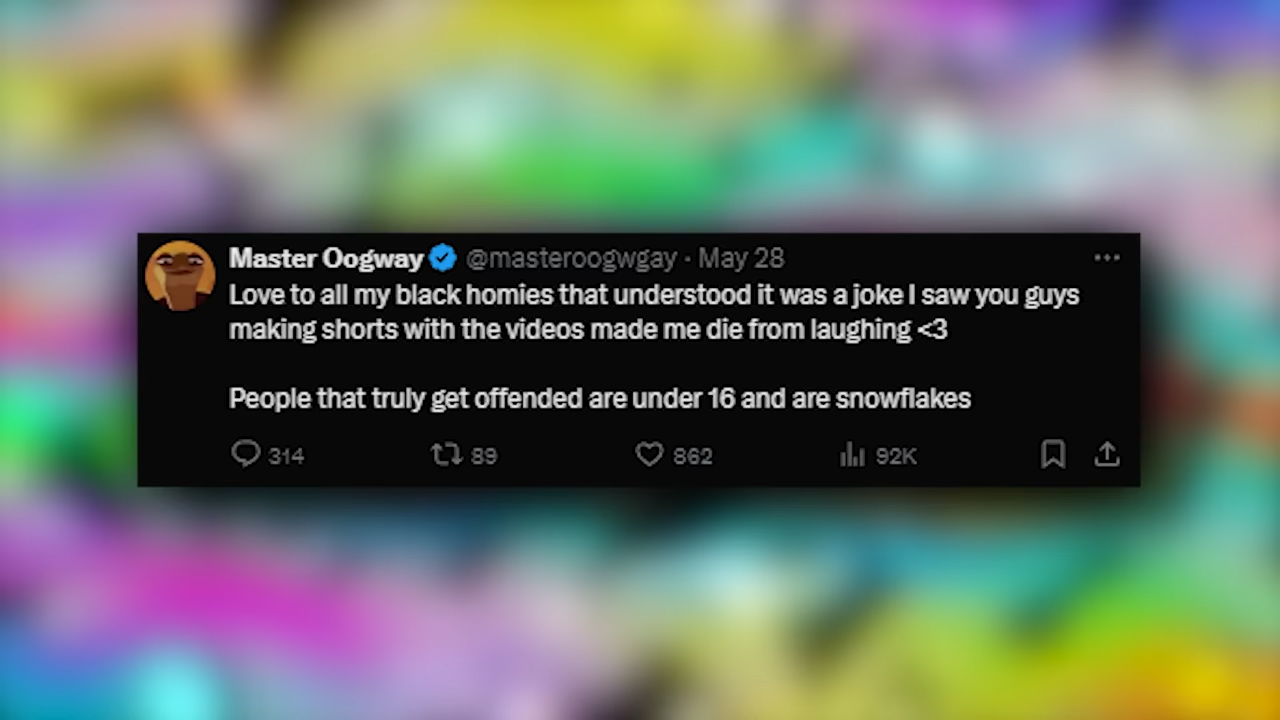 Master Oogway @masteroogwgay · May 28
Love to all my black homies that understood it was a joke I saw you guys
making shorts with the videos made me die from laughing <3
People that truly get offended are under 16 and are snowflakes
314 89 862 92K